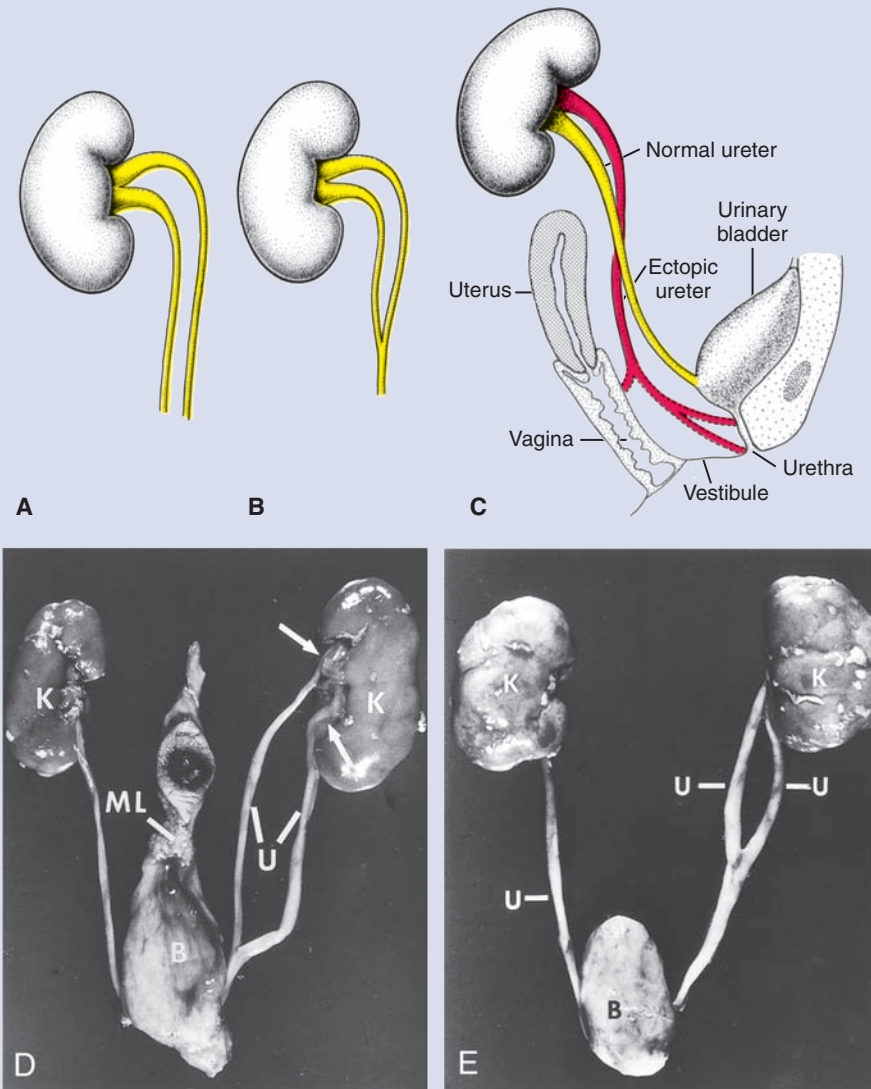 Normal ureter
Urinary
bladder
Uterus
Ectopic
ureter
Vagina
Urethra
Vestibule
A
B
C
K
K
ML
U
B
D
K
K
U
U
U
B
E